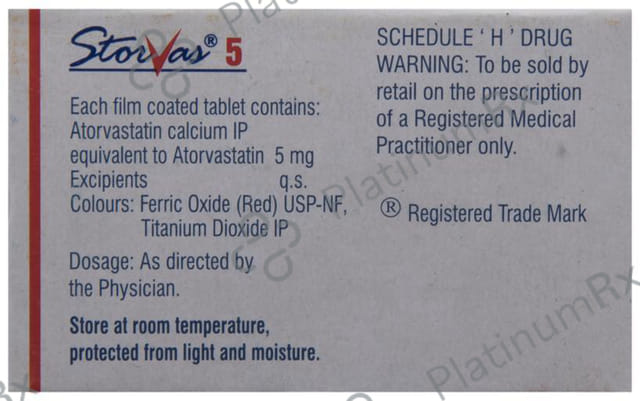 Storvas® 5
Each film coated tablet contains:
Atorvastatin calcium IP
equivalent to Atorvastatin 5 mg
Excipients q.s.
Colours: Ferric Oxide (Red) USP-NF,
Titanium Dioxide IP
Dosage: As directed by
the Physician.
Store at room temperature,
protected from light and moisture.
SCHEDULE ‘ H ’ DRUG
WARNING: To be sold by
retail on the prescription
of a Registered Medical
Practitioner only.
® Registered Trade Mark
PlatinumRx
PlatinumRx
PlatinumRx
Rx